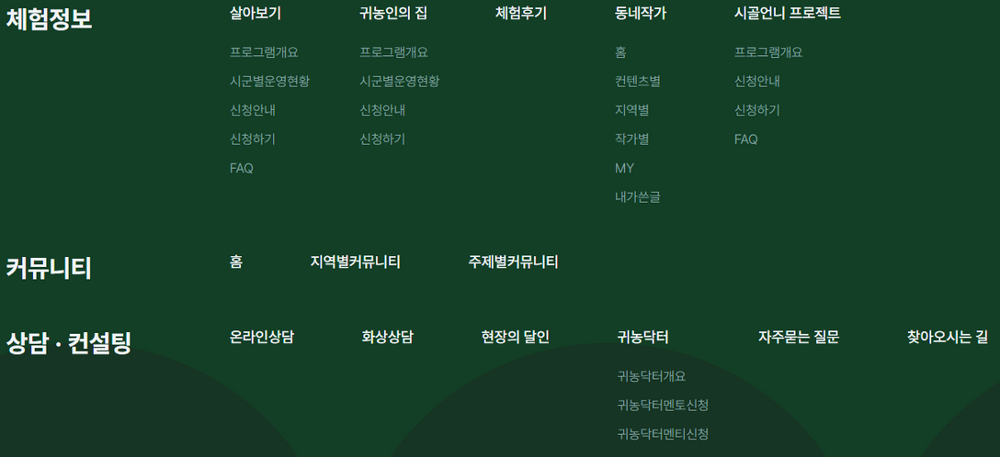 체험정보
살아보기
프로그램개요
시군별운영현황
신청안내
신청하기
FAQ
귀농인의 집
프로그램개요
시군별운영현황
신청안내
신청하기
체험후기
동네작가
홈
컨텐츠별
지역별
작가별
MY
내가쓴글
시골언니 프로젝트
프로그램개요
신청안내
신청하기
FAQ
커뮤니티
홈
지역별커뮤니티
주제별커뮤니티
상담 · 컨설팅
온라인상담
화상상담
현장의 달인
귀농닥터
귀농닥터개요
귀농닥터멘토신청
귀농닥터멘티신청
자주묻는 질문
찾아오시는 길